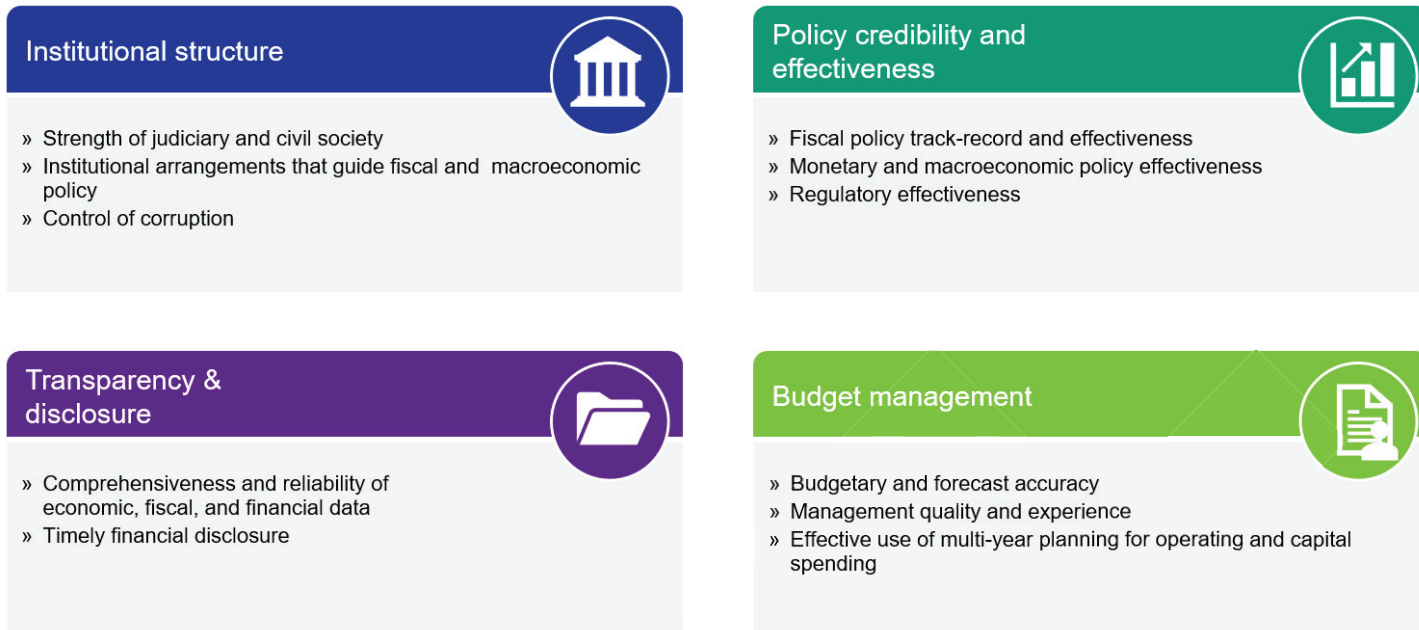 Institutional structure
» Strength of judiciary and civil society
» Institutional arrangements that guide fiscal and macroeconomic
policy
» Control of corruption
Policy credibility and
effectiveness
» Fiscal policy track-record and effectiveness
» Monetary and macroeconomic policy effectiveness
» Regulatory effectiveness
Transparency &
disclosure
» Comprehensiveness and reliability of
economic, fiscal, and financial data
» Timely financial disclosure
Budget management
» Budgetary and forecast accuracy
» Management quality and experience
» Effective use of multi-year planning for operating and capital
spending